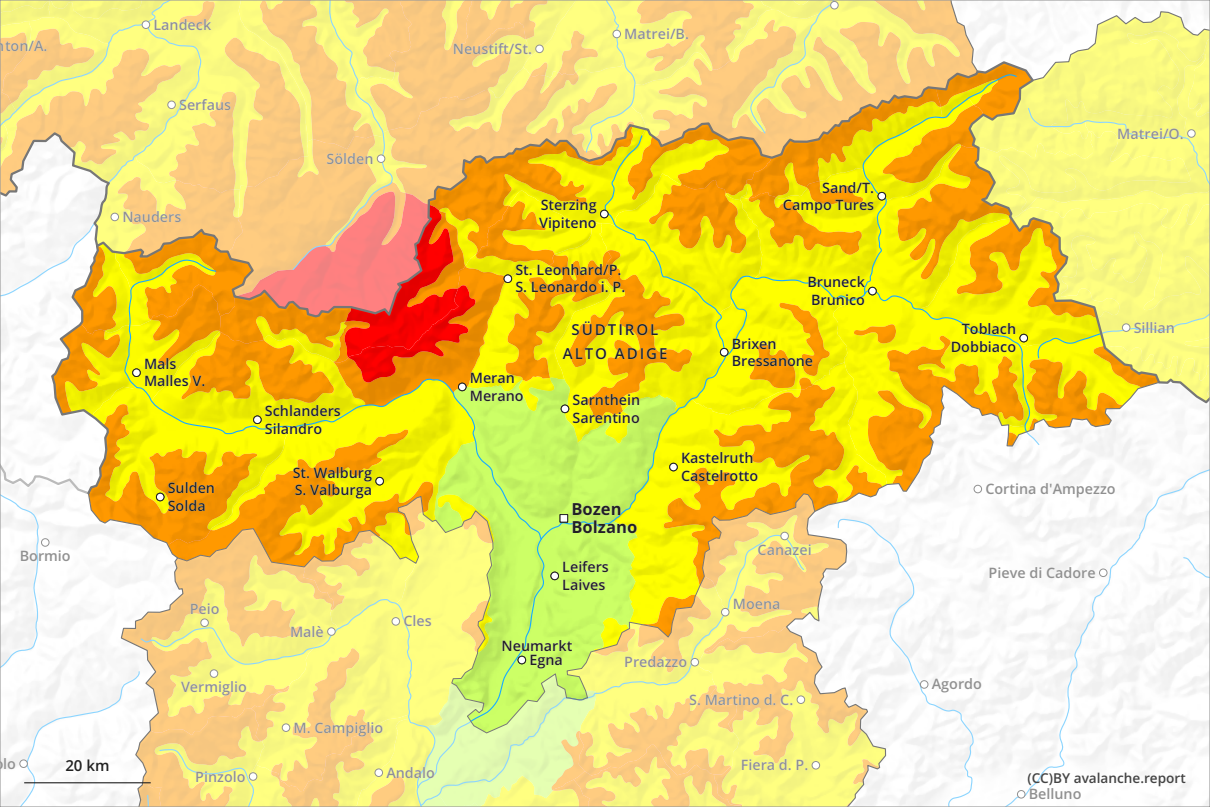 Landeck
nton/A.
Neustift/St.
Matrei/B.
Serfaus
Matrei/O.
Sölden
Nauders
Sand/T.
Campo Tures
Sterzing
Vipiteno
St. Leonhard/P.
S. Leonardo i. P.
Bruneck
Brunico
SÜDTIROL
ALTO ADIGE
Toblach
Dobbiaco
Sillian
Brixen
Bressanone
Mals
Malles V.
Meran
Merano
Schlanders
Silandro
Sarnthein
Sarentino
St. Walburg
S. Valburga
Kastelruth
Castelrotto
Sulden
Solda
Cortina d'Ampezzo
Bozen
Bolzano
Bormio
Canazei
Leifers
Laives
Pieve di Cadore
Peio
Moena
Malè
Cles
Neumarkt
Egna
Predazzo
Vermiglio
Agordo
S. Martino d. C.
M. Campiglio
olo
20 km
Pinzolo
Andalo
Fiera d. P.
(CC)BY avalanche.report
Belluno